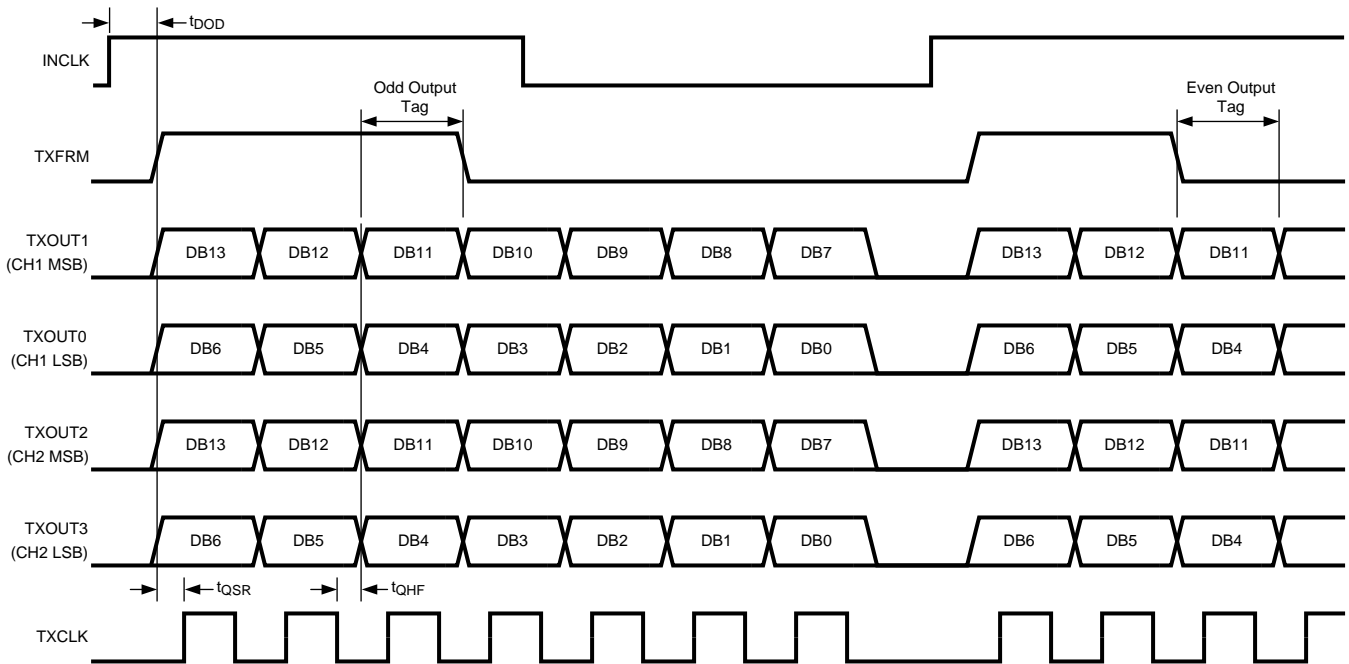 tDOD
INCLK
Odd Output
Tag
Even Output
Tag
TXFRM
TXOUT1
(CH1 MSB)
DB13 DB12 DB11 DB10 DB9 DB8 DB7 DB13 DB12 DB11
TXOUT0
(CH1 LSB)
DB6 DB5 DB4 DB3 DB2 DB1 DB0 DB6 DB5 DB4
TXOUT2
(CH2 MSB)
DB13 DB12 DB11 DB10 DB9 DB8 DB7 DB13 DB12 DB11
TXOUT3
(CH2 LSB)
DB6 DB5 DB4 DB3 DB2 DB1 DB0 DB6 DB5 DB4
tQSR tQHF
TXCLK